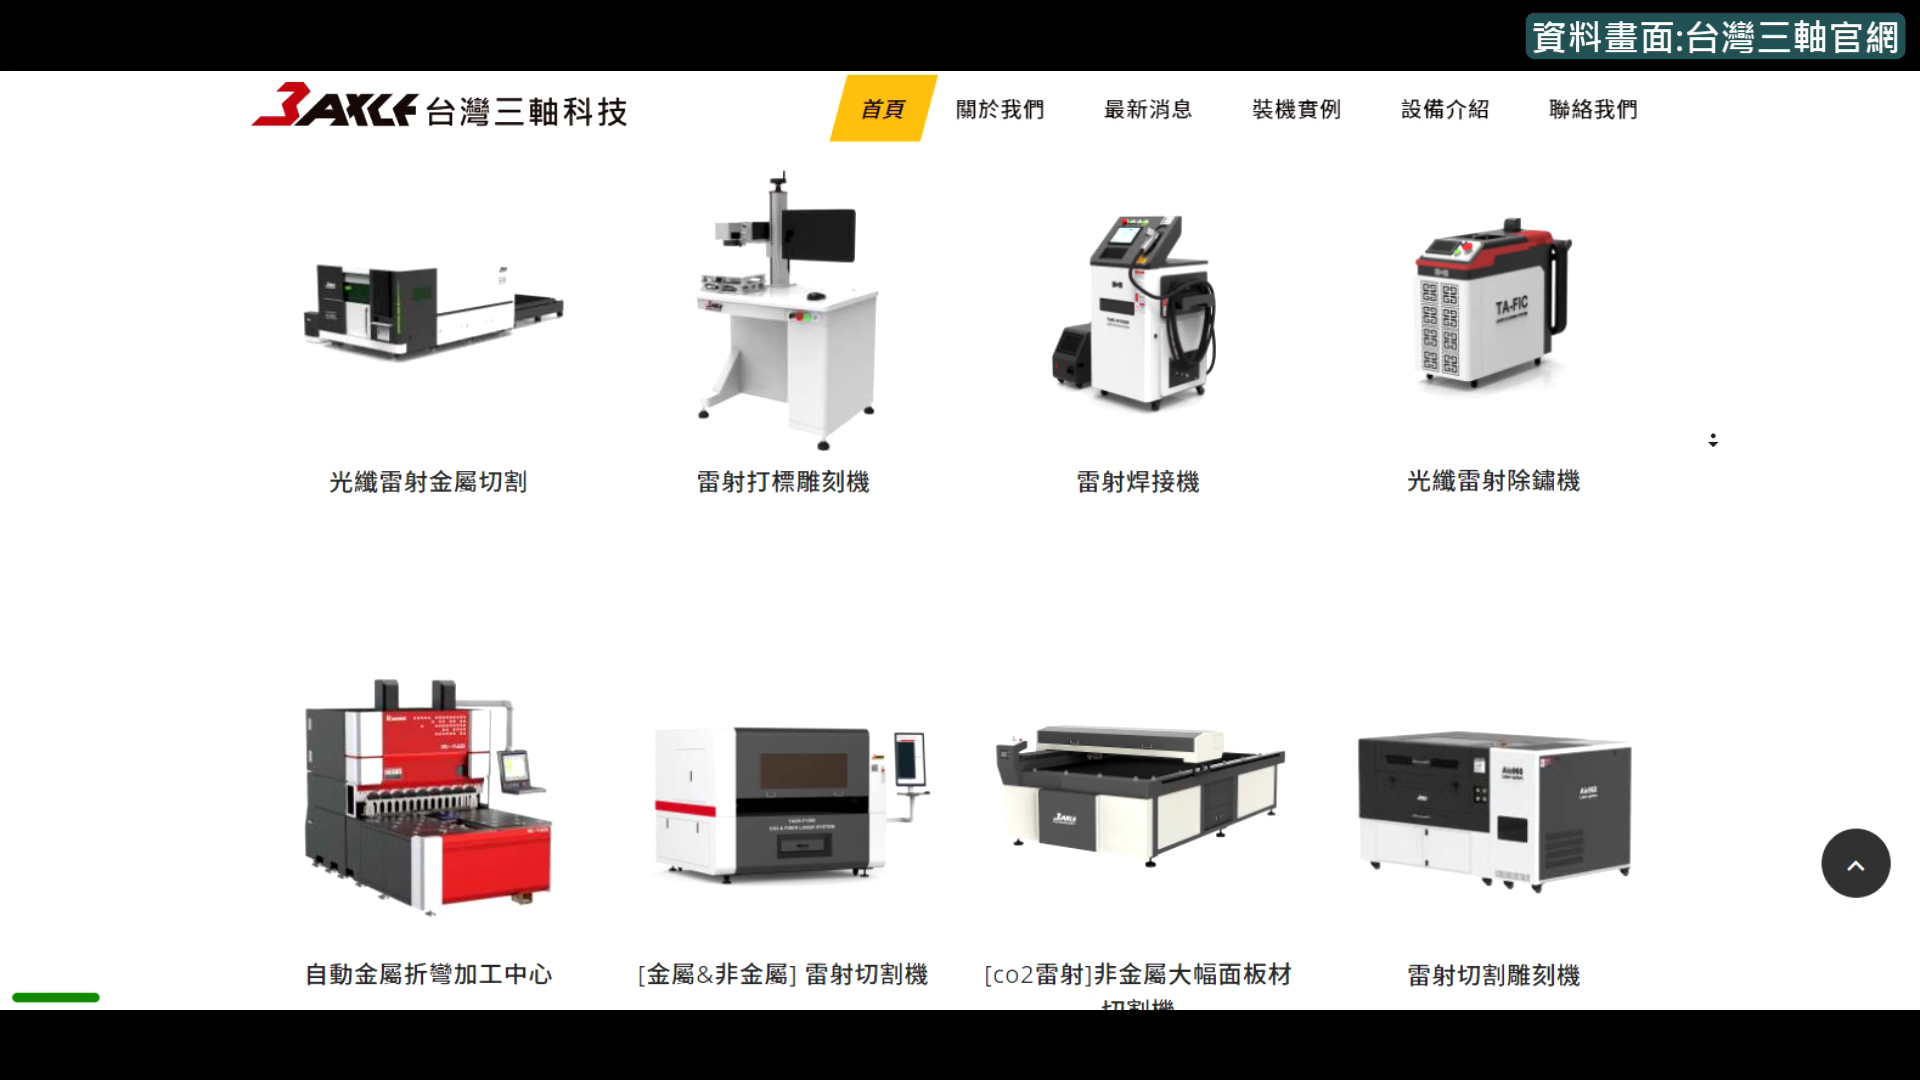 資料畫面:台灣三軸官網
3AXLE 台灣三軸科技
首頁 關於我們 最新消息 裝機實例 設備介紹 聯絡我們
TA-FIC
光纖雷射金屬切割 雷射打標雕刻機 雷射焊接機 光纖雷射除鏽機
3AXLE
自動金屬折彎加工中心 [金屬&非金屬] 雷射切割機 [co2雷射]非金屬大幅面板材 雷射切割雕刻機
切割機